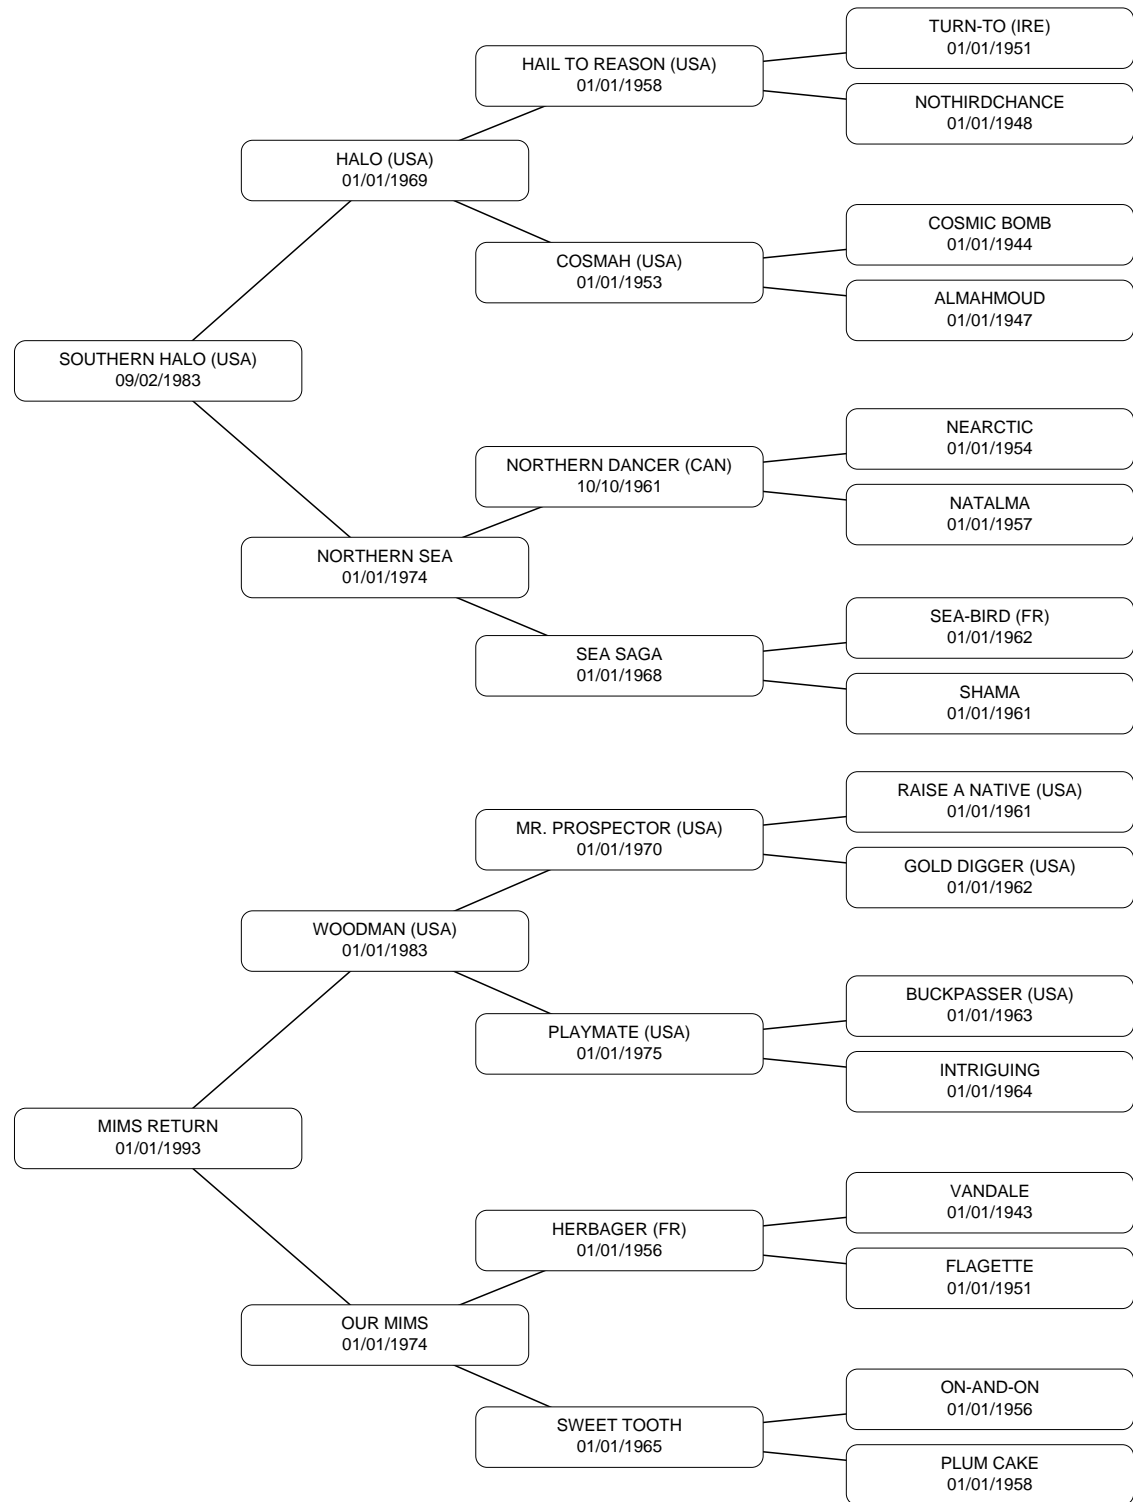 TURN-TO (IRE)
01/01/1951
HAIL TO REASON (USA)
01/01/1958
NOTHIRDCHANCE
01/01/1948
HALO (USA)
01/01/1969
COSMIC BOMB
01/01/1944
COSMAH (USA)
01/01/1953
ALMAHMOUD
01/01/1947
SOUTHERN HALO (USA)
09/02/1983
NEARCTIC
01/01/1954
NORTHERN DANCER (CAN)
10/10/1961
NATALMA
01/01/1957
NORTHERN SEA
01/01/1974
SEA-BIRD (FR)
01/01/1962
SEA SAGA
01/01/1968
SHAMA
01/01/1961
RAISE A NATIVE (USA)
01/01/1961
MR. PROSPECTOR (USA)
01/01/1970
GOLD DIGGER (USA)
01/01/1962
WOODMAN (USA)
01/01/1983
BUCKPASSER (USA)
01/01/1963
PLAYMATE (USA)
01/01/1975
INTRIGUING
01/01/1964
MIMS RETURN
01/01/1993
VANDALE
01/01/1943
HERBAGER (FR)
01/01/1956
FLAGETTE
01/01/1951
OUR MIMS
01/01/1974
ON-AND-ON
01/01/1956
SWEET TOOTH
01/01/1965
PLUM CAKE
01/01/1958